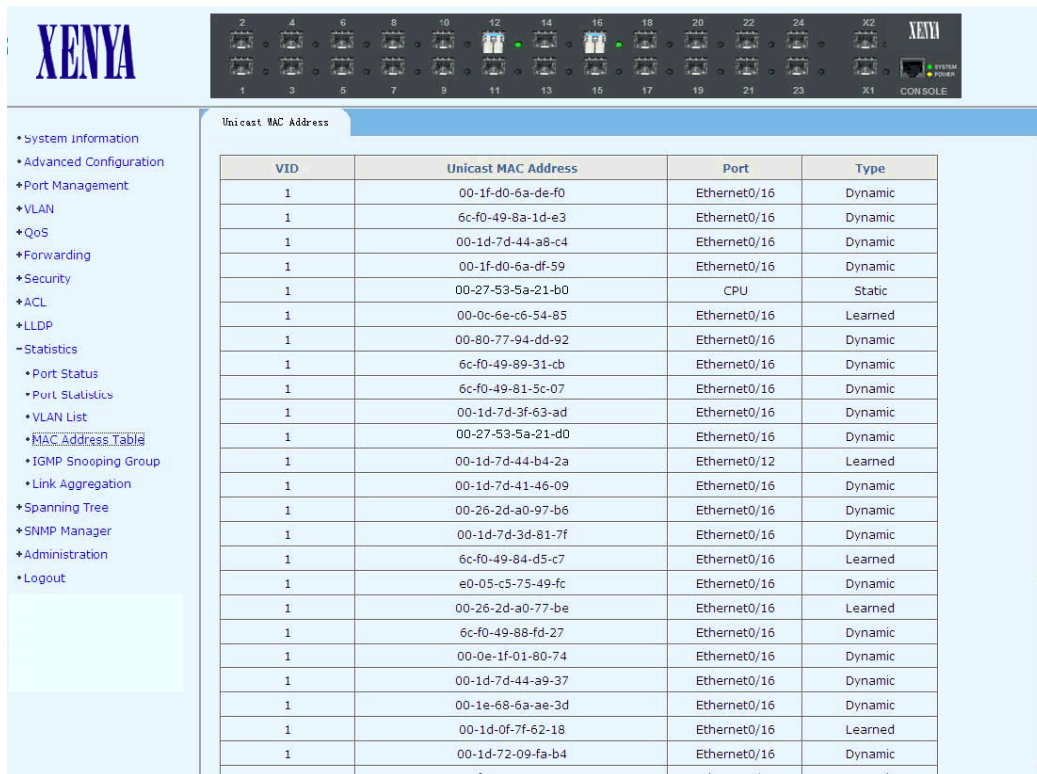 XENYA
2 4 6 8 10 12 14 16 18 20 22 24 X2
XENYA
SYSTEM
POWER
1 3 5 7 9 11 13 15 17 19 21 23 X1 CONSOLE
Unicast MAC Address
System Information
Advanced Configuration
+Port Management
+VLAN
+QoS
+Forwarding
+Security
+ACL
+LLDP
-Statistics
Port Status
Port Statistics
VLAN List
MAC Address Table
IGMP Snooping Group
Link Aggregation
+Spanning Tree
+SNMP Manager
+Administration
Logout
VID Unicast MAC Address Port Type
1 00-1f-d0-6a-de-f0 Ethernet0/16 Dynamic
1 6c-f0-49-8a-1d-e3 Ethernet0/16 Dynamic
1 00-1d-7d-44-a8-c4 Ethernet0/16 Dynamic
1 00-1f-d0-6a-df-59 Ethernet0/16 Dynamic
1 00-27-53-5a-21-b0 CPU Static
1 00-0c-6e-c6-54-85 Ethernet0/16 Learned
1 00-80-77-94-dd-92 Ethernet0/16 Dynamic
1 6c-f0-49-89-31-cb Ethernet0/16 Dynamic
1 6c-f0-49-81-5c-07 Ethernet0/16 Dynamic
1 00-1d-7d-3f-63-ad Ethernet0/16 Dynamic
1 00-27-53-5a-21-d0 Ethernet0/16 Dynamic
1 00-1d-7d-44-b4-2a Ethernet0/12 Learned
1 00-1d-7d-41-46-09 Ethernet0/16 Dynamic
1 00-26-2d-a0-97-b6 Ethernet0/16 Dynamic
1 00-1d-7d-3d-81-7f Ethernet0/16 Dynamic
1 6c-f0-49-84-d5-c7 Ethernet0/16 Learned
1 e0-05-c5-75-49-fc Ethernet0/16 Dynamic
1 00-26-2d-a0-77-be Ethernet0/16 Learned
1 6c-f0-49-88-fd-27 Ethernet0/16 Dynamic
1 00-0e-1f-01-80-74 Ethernet0/16 Dynamic
1 00-1d-7d-44-a9-37 Ethernet0/16 Dynamic
1 00-1e-68-6a-ae-3d Ethernet0/16 Dynamic
1 00-1d-0f-7f-62-18 Ethernet0/16 Learned
1 00-1d-72-09-fa-b4 Ethernet0/16 Dynamic